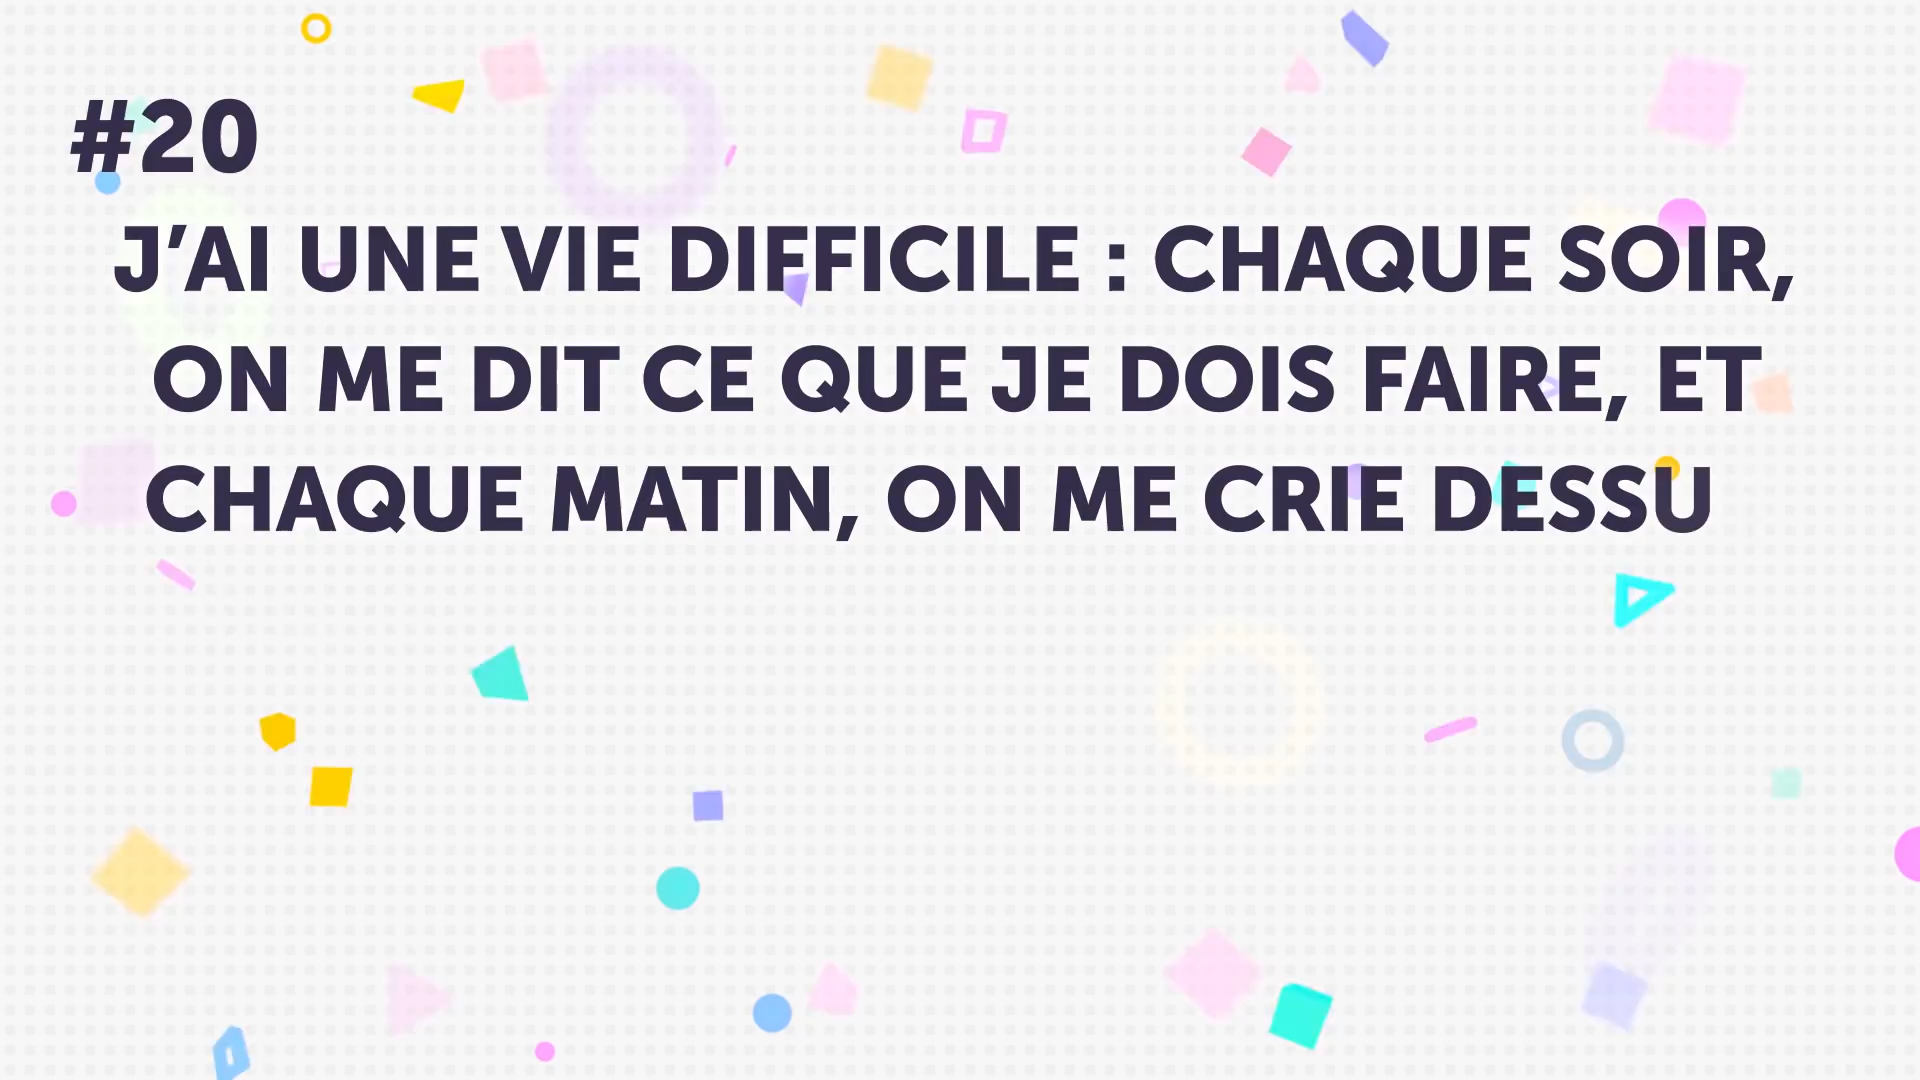 #20
J’AI UNE VIE DIFFICILE : CHAQUE SOIR,
ON ME DIT CE QUE JE DOIS FAIRE, ET
CHAQUE MATIN, ON ME CRIE DESSU